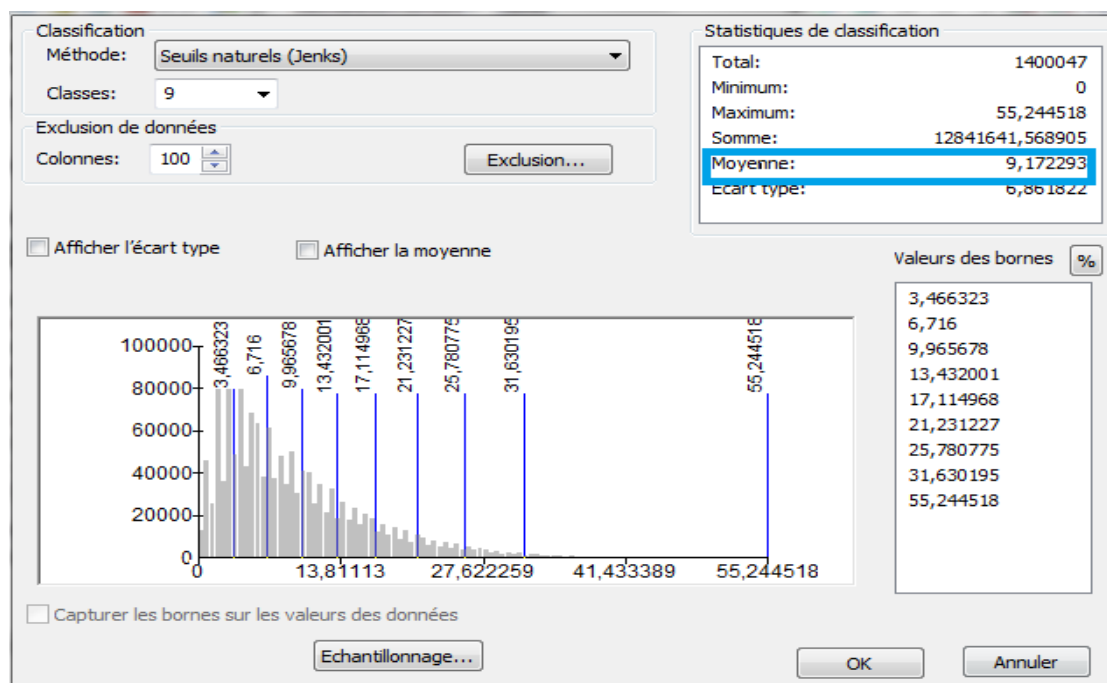 Classification
Méthode: Seuils naturels (Jenks)
Classes: 9
Exclusion de données
Colonnes: 100 Exclusion...
Statistiques de classification
Total: 1400047
Minimum: 0
Maximum: 55,244518
Somme: 12841641,568905
Moyenne: 9,172293
Ecart type: 6,861822
Afficher l'écart type Afficher la moyenne
Valeurs des bornes %
3,466323
6,716
9,965678
13,432001
17,114968
21,231227
25,780775
31,630195
55,244518
3,466323
6,716
9,965678
13,432001
17,114968
21,231227
25,780775
31,630195
55,244518
100000
80000
60000
40000
20000
0
0 13,81113 27,622259 41,433389 55,244518
Capturer les bornes sur les valeurs des données
Echantillonnage...
OK Annuler